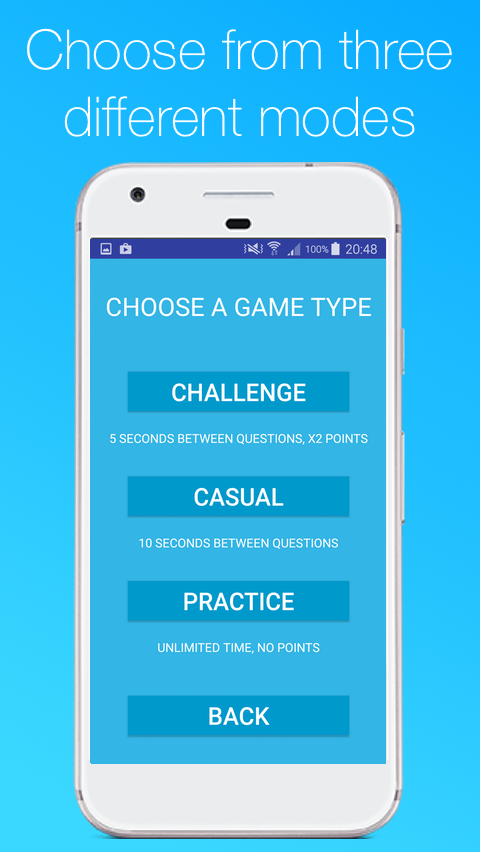 Choose from three
different modes
100% 20:48
CHOOSE A GAME TYPE
CHALLENGE
5 SECONDS BETWEEN QUESTIONS, X2 POINTS
CASUAL
10 SECONDS BETWEEN QUESTIONS
PRACTICE
UNLIMITED TIME, NO POINTS
BACK